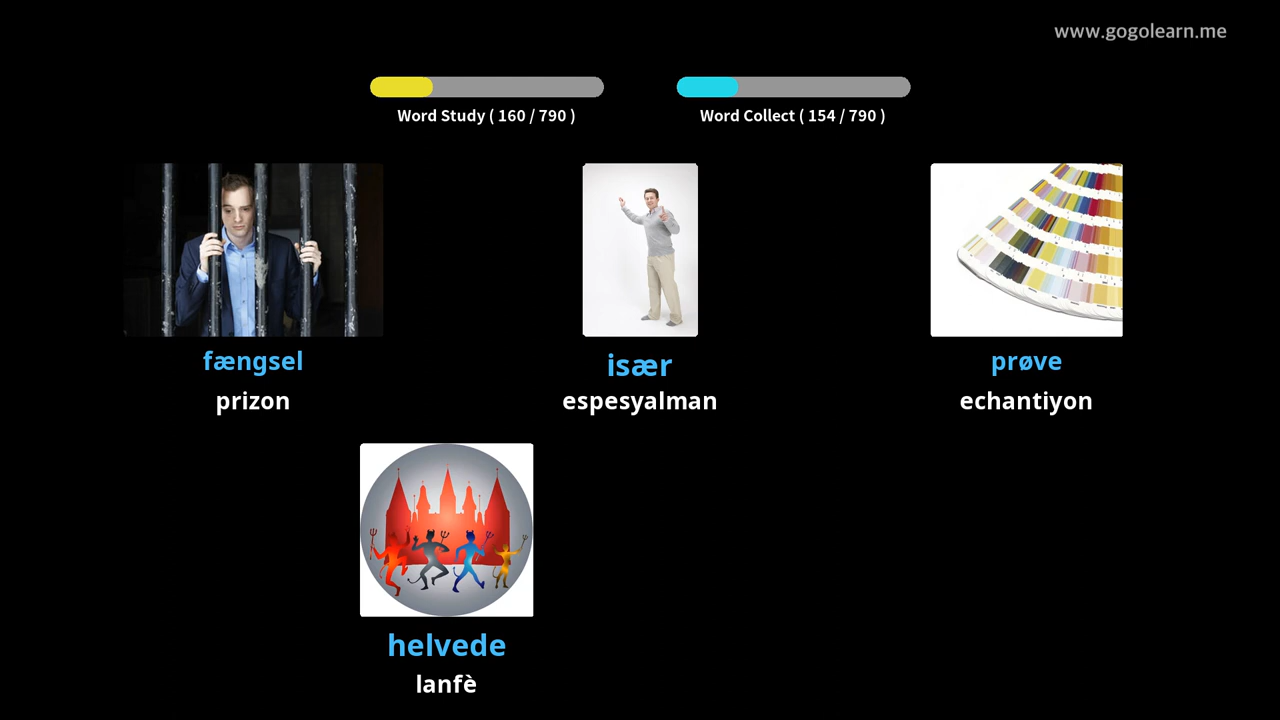 www.gogolearn.me
Word Study ( 160 / 790 )
Word Collect ( 154 / 790 )
fængsel
prizon
især
espesyalman
prøve
echantiyon
helvede
lanfè